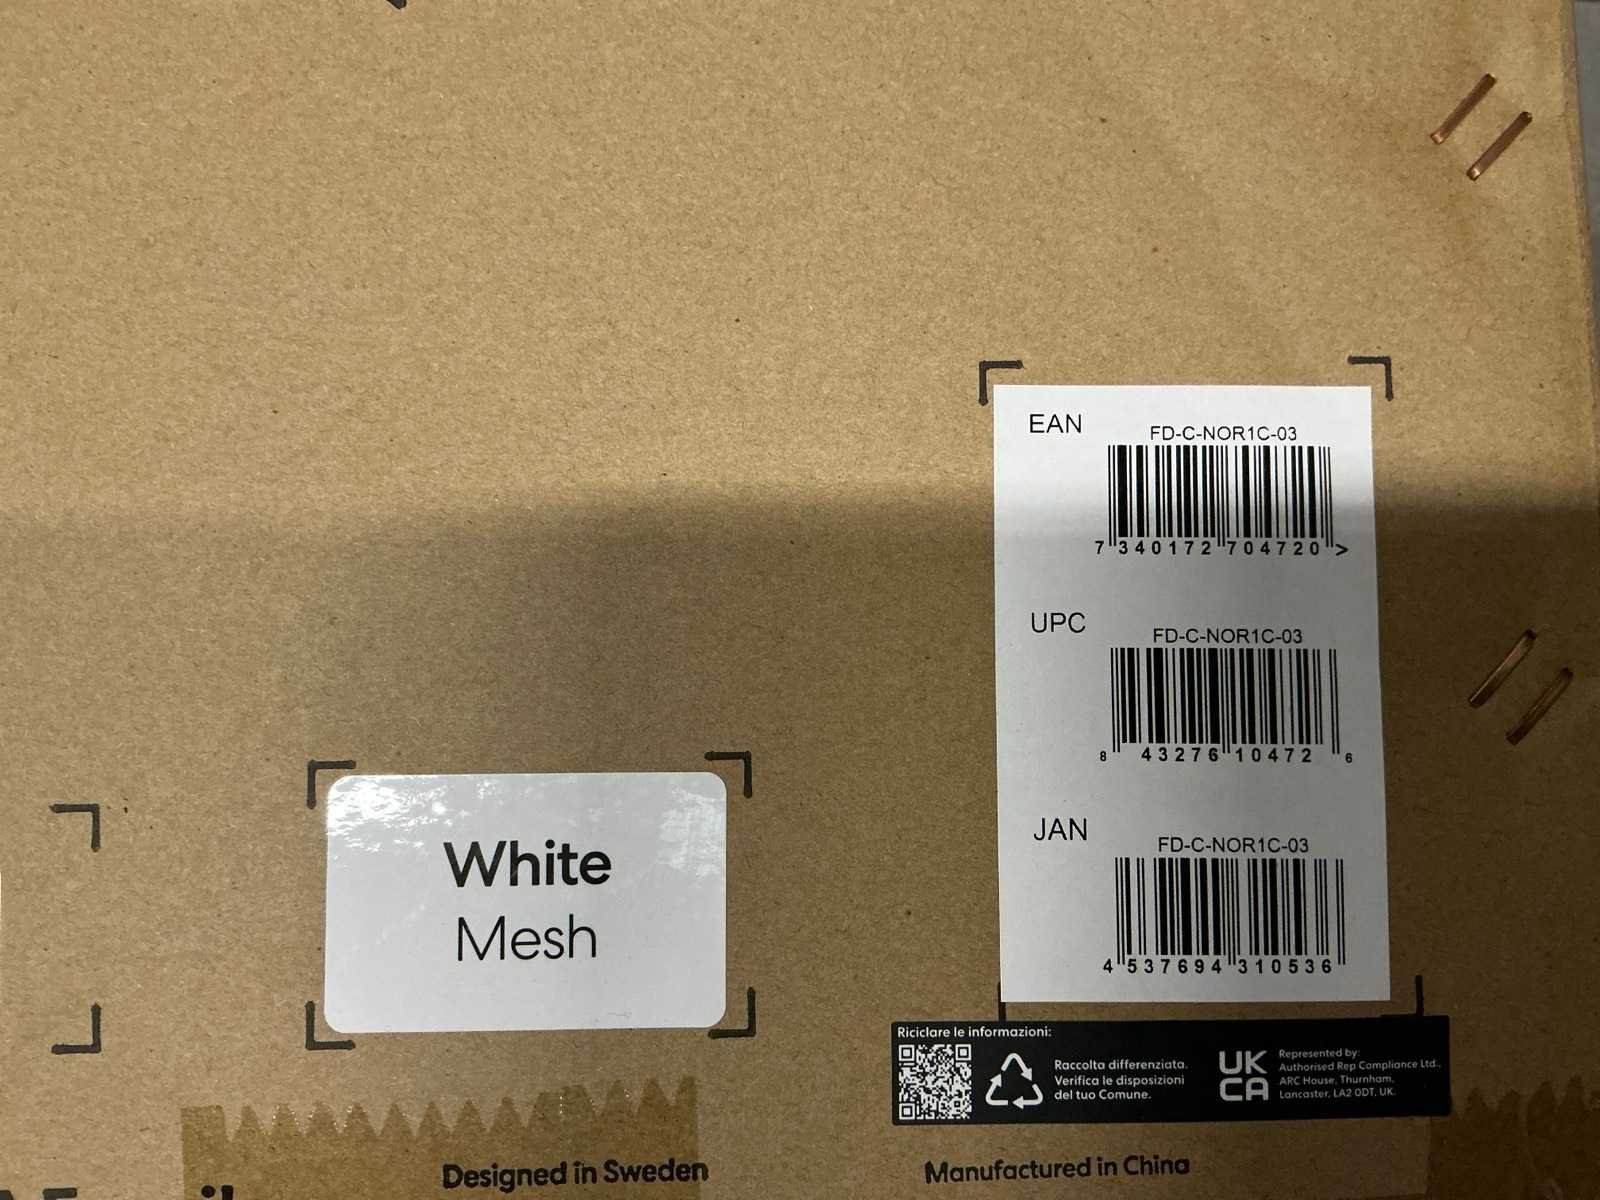 EAN
FD-C-NOR1C-03
7 340172 704720 >
UPC
FD-C-NOR1C-03
8 43276 10472 6
JAN
FD-C-NOR1C-03
4 537694 310536
White
Mesh
Riciclare le informazioni:
Raccolta differenziata.
Verifica le disposizioni
del tuo Comune.
UK
CA
Represented by:
Authorised Rep Compliance Ltd.,
ARC House, Thurnham,
Lancaster, LA2 0DT, UK.
Designed in Sweden
Manufactured in China